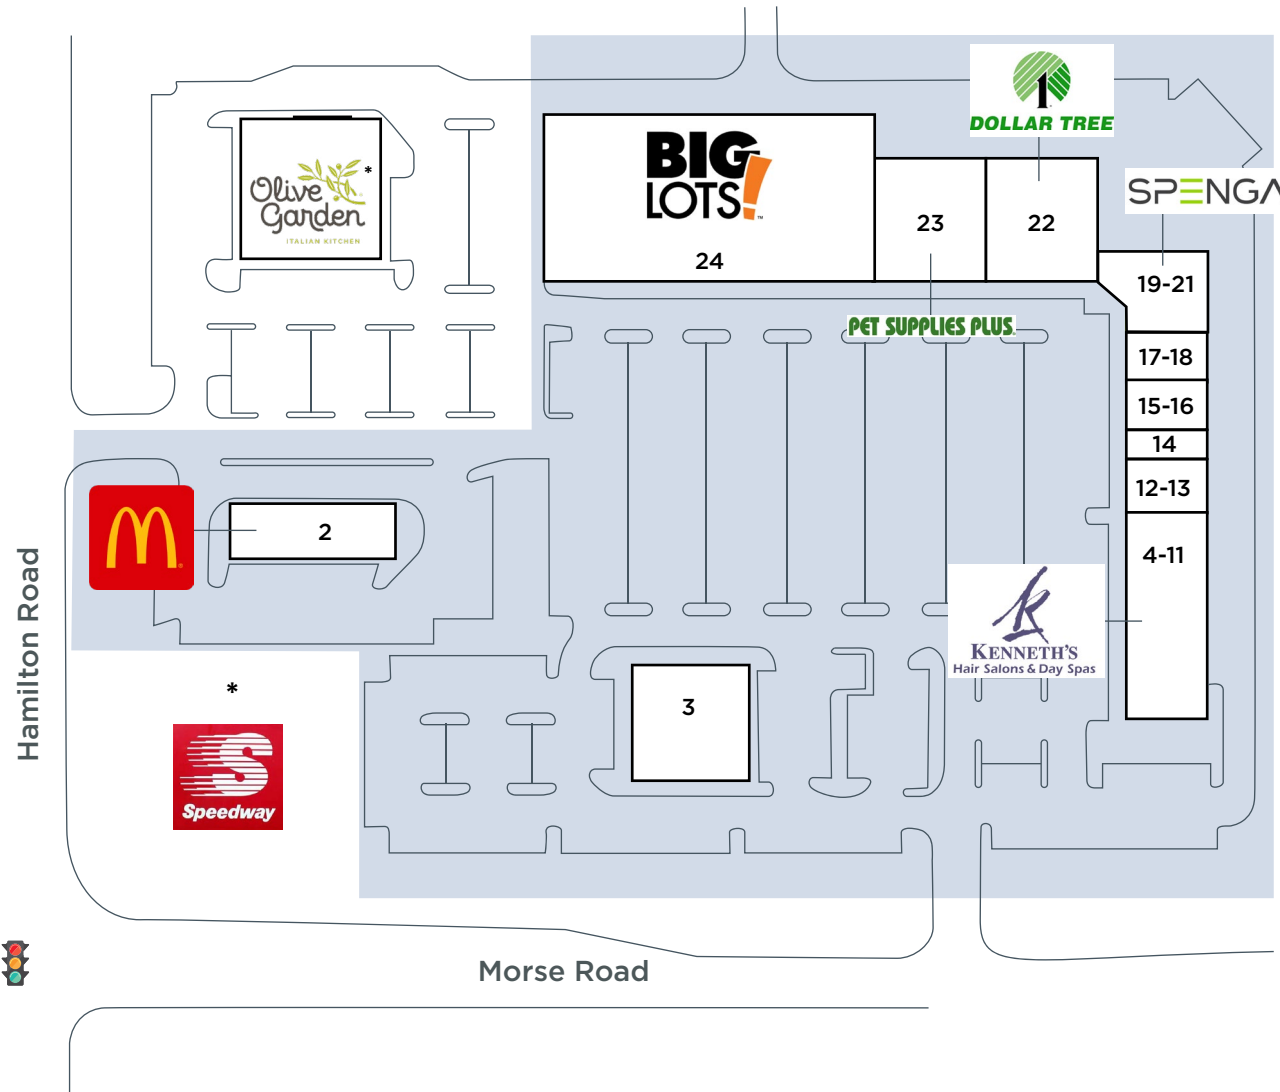 DOLLAR TREE
BIG
LOTS!™
SPENGA
Olive
Garden
ITALIAN KITCHEN
*
23
22
24
19-21
PET SUPPLIES PLUS.
17-18
15-16
14
12-13
2
4-11
KENNETH'S
Hair Salons & Day Spas
Hamilton Road
*
3
S
Speedway
Morse Road